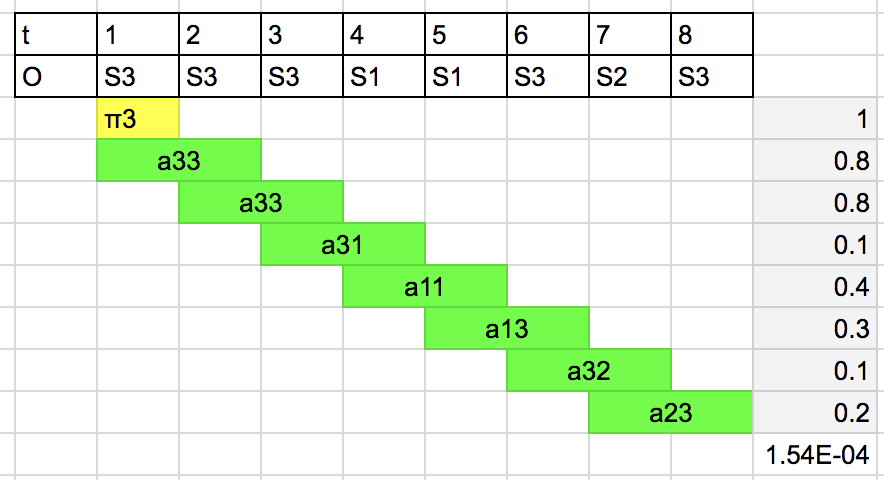 t 1 2 3 4 5 6 7 8
O S3 S3 S3 S1 S1 S3 S2 S3
π3 1
a33 0.8
a33 0.8
a31 0.1
a11 0.4
a13 0.3
a32 0.1
a23 0.2
1.54E-04